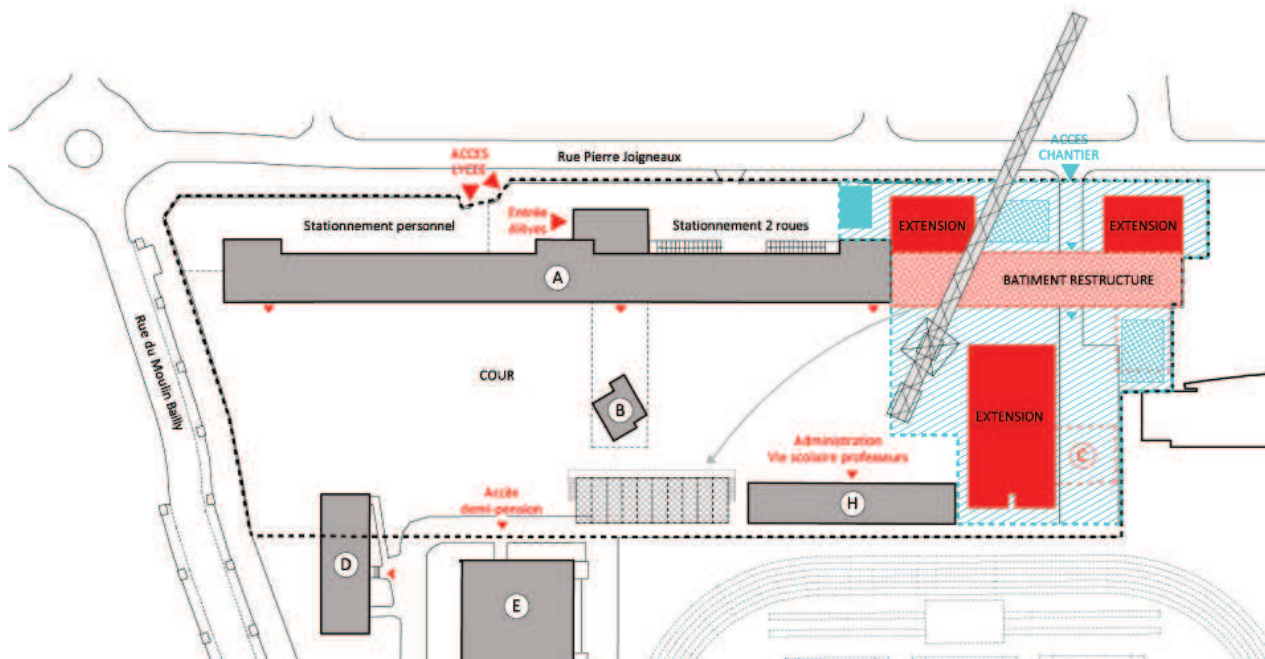 Rue Pierre Joigneaux
ACCES
LYCEE
ACCES
CHANTIER
Entrée
élèves
Stationnement personnel
Stationnement 2 roues
EXTENSION
EXTENSION
A
BATIMENT RESTRUCTURE
Rue du Moulin Bailly
COUR
B
EXTENSION
Administration
Vie scolaire professeurs
C
Accès
demi-pension
H
D
E